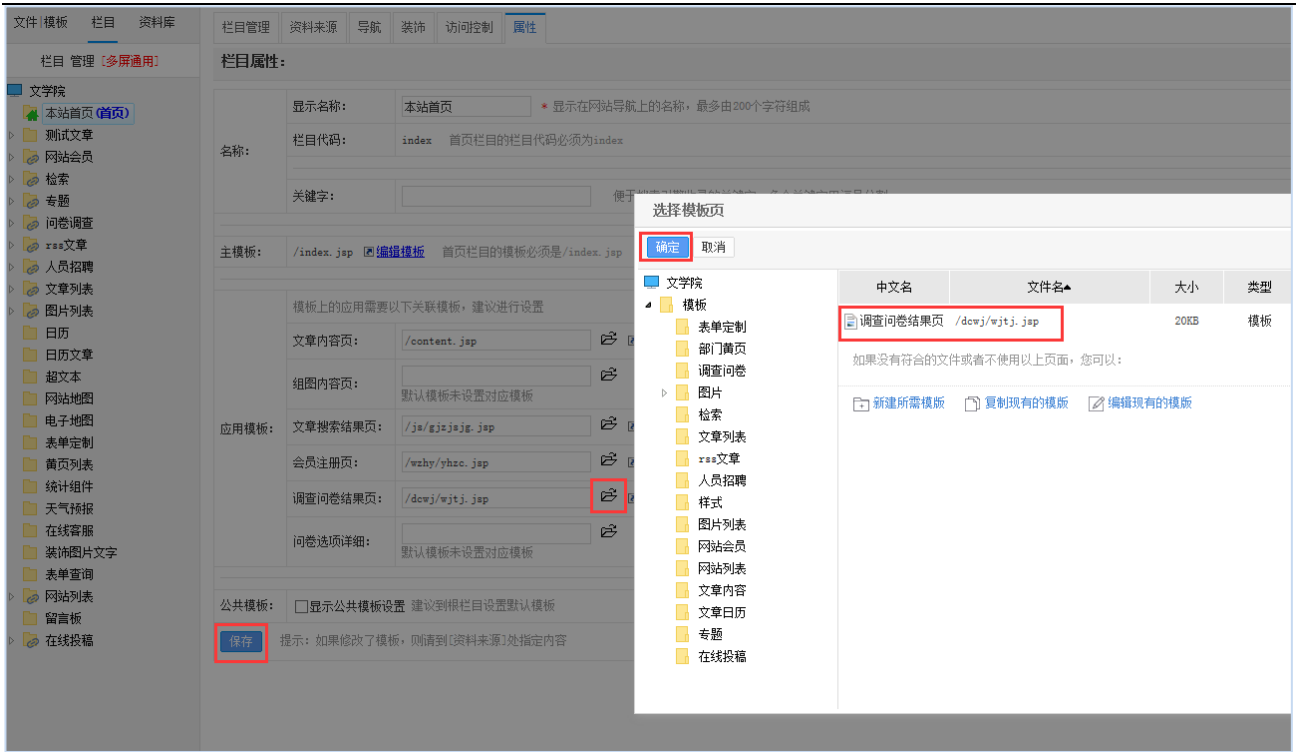 文件 模板 栏目 资料库
栏目管理 资料来源 导航 装饰 访问控制 属性
栏目 管理 [多屏通用]
栏目属性:
文学院
本站首页(首页)
测试文章
网站会员
检索
专题
问卷调查
rss文章
人员招聘
文章列表
图片列表
日历
日历文章
超文本
网站地图
电子地图
表单定制
黄页列表
统计组件
天气预报
在线客服
装饰图片文字
表单查询
网站列表
留言板
在线投稿
名称:
显示名称: 本站首页 * 显示在网站导航上的名称，最多由200个字符组成
栏目代码: index 首页栏目的栏目代码必须为index
关键字: 便于
主模板: /index.jsp 编辑模板 首页栏目的模板必须是/index.jsp
应用模板:
模板上的应用需要以下关联模板，建议进行设置
文章内容页: /content.jsp
组图内容页:
默认模板未设置对应模板
文章搜索结果页: /js/gjzjsjg.jsp
会员注册页: /wzhy/yhzc.jsp
调查问卷结果页: /dcwj/wjtj.jsp
问卷选项详细:
默认模板未设置对应模板
公共模板: 显示公共模板设置 建议到根栏目设置默认模板
保存 提示: 如果修改了模板，则请到[资料来源]处指定内容
选择模板页
确定 取消
文学院
模板
表单定制
部门黄页
调查问卷
图片
检索
文章列表
rss文章
人员招聘
样式
图片列表
网站会员
网站列表
文章内容
文章日历
专题
在线投稿
中文名 文件名▲ 大小 类型
调查问卷结果页 /dcwj/wjtj.jsp 20KB 模板
如果没有符合的文件或者不使用以上页面，您可以:
新建所需模版 复制现有的模版 编辑现有的模版